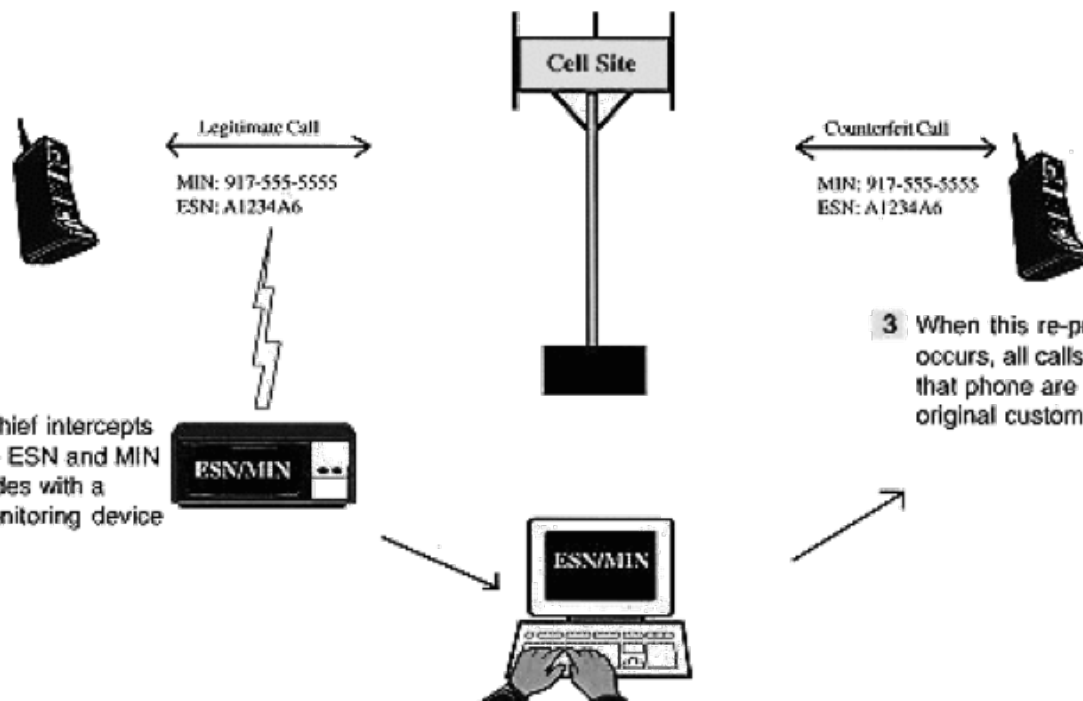 Cell Site
Legitimate Call
MIN: 917-555-5555
ESN: A1234A6
Counterfeit Call
MIN: 917-555-5555
ESN: A1234A6
hief intercepts
ESN and MIN
des with a
nitoring device
ESN/MIN
ESN/MIN
3 When this re-p
occurs, all calls
that phone are
original custom